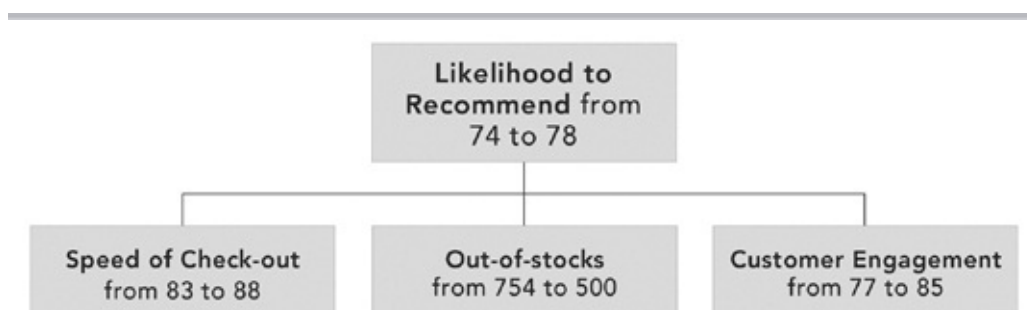 Likelihood to
Recommend from
74 to 78
Speed of Check-out
from 83 to 88
Out-of-stocks
from 754 to 500
Customer Engagement
from 77 to 85